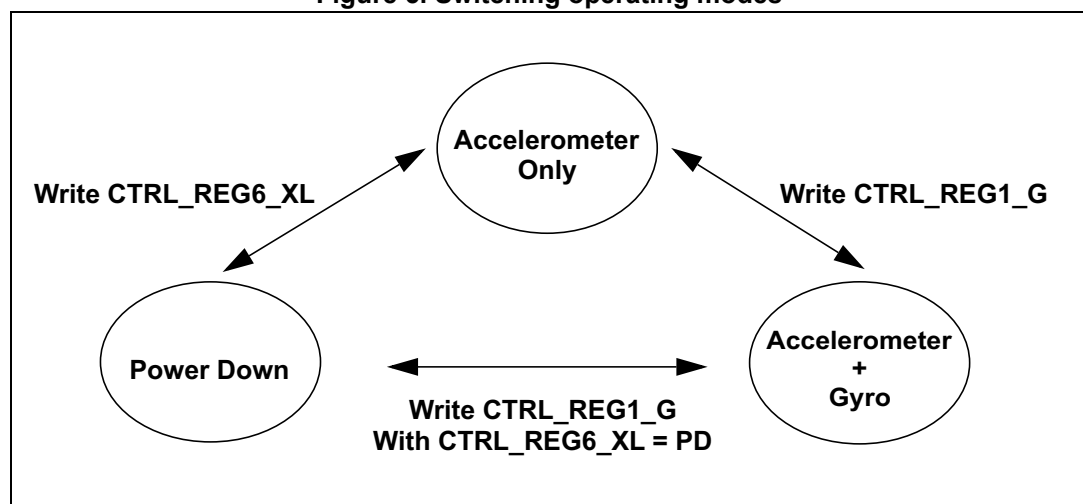 Figure 6. Switching operating modes
Accelerometer
Only
Write CTRL_REG6_XL
Write CTRL_REG1_G
Power Down
Accelerometer
+
Gyro
Write CTRL_REG1_G
With CTRL_REG6_XL = PD